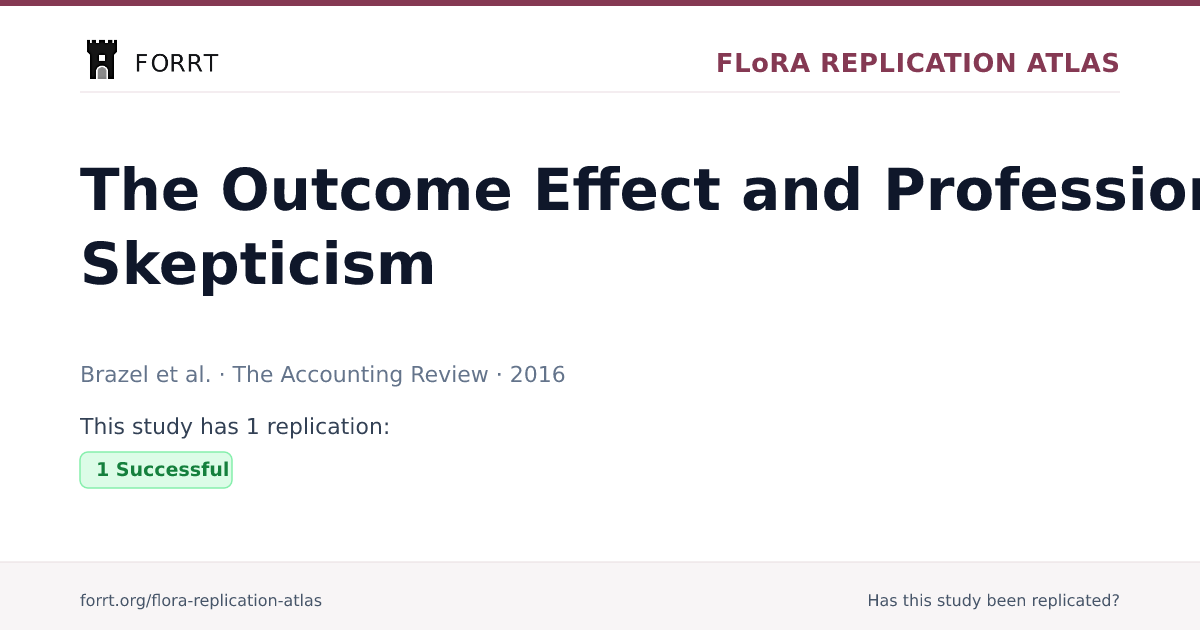 FORRT
FLoRA REPLICATION ATLAS
The Outcome Effect and
Skepticism
Brazel et al. · The Accounting Review · 2016
This study has 1 replication:
1 Successful
forrt.org/flora-replication-atlas
Has this study been replicated?